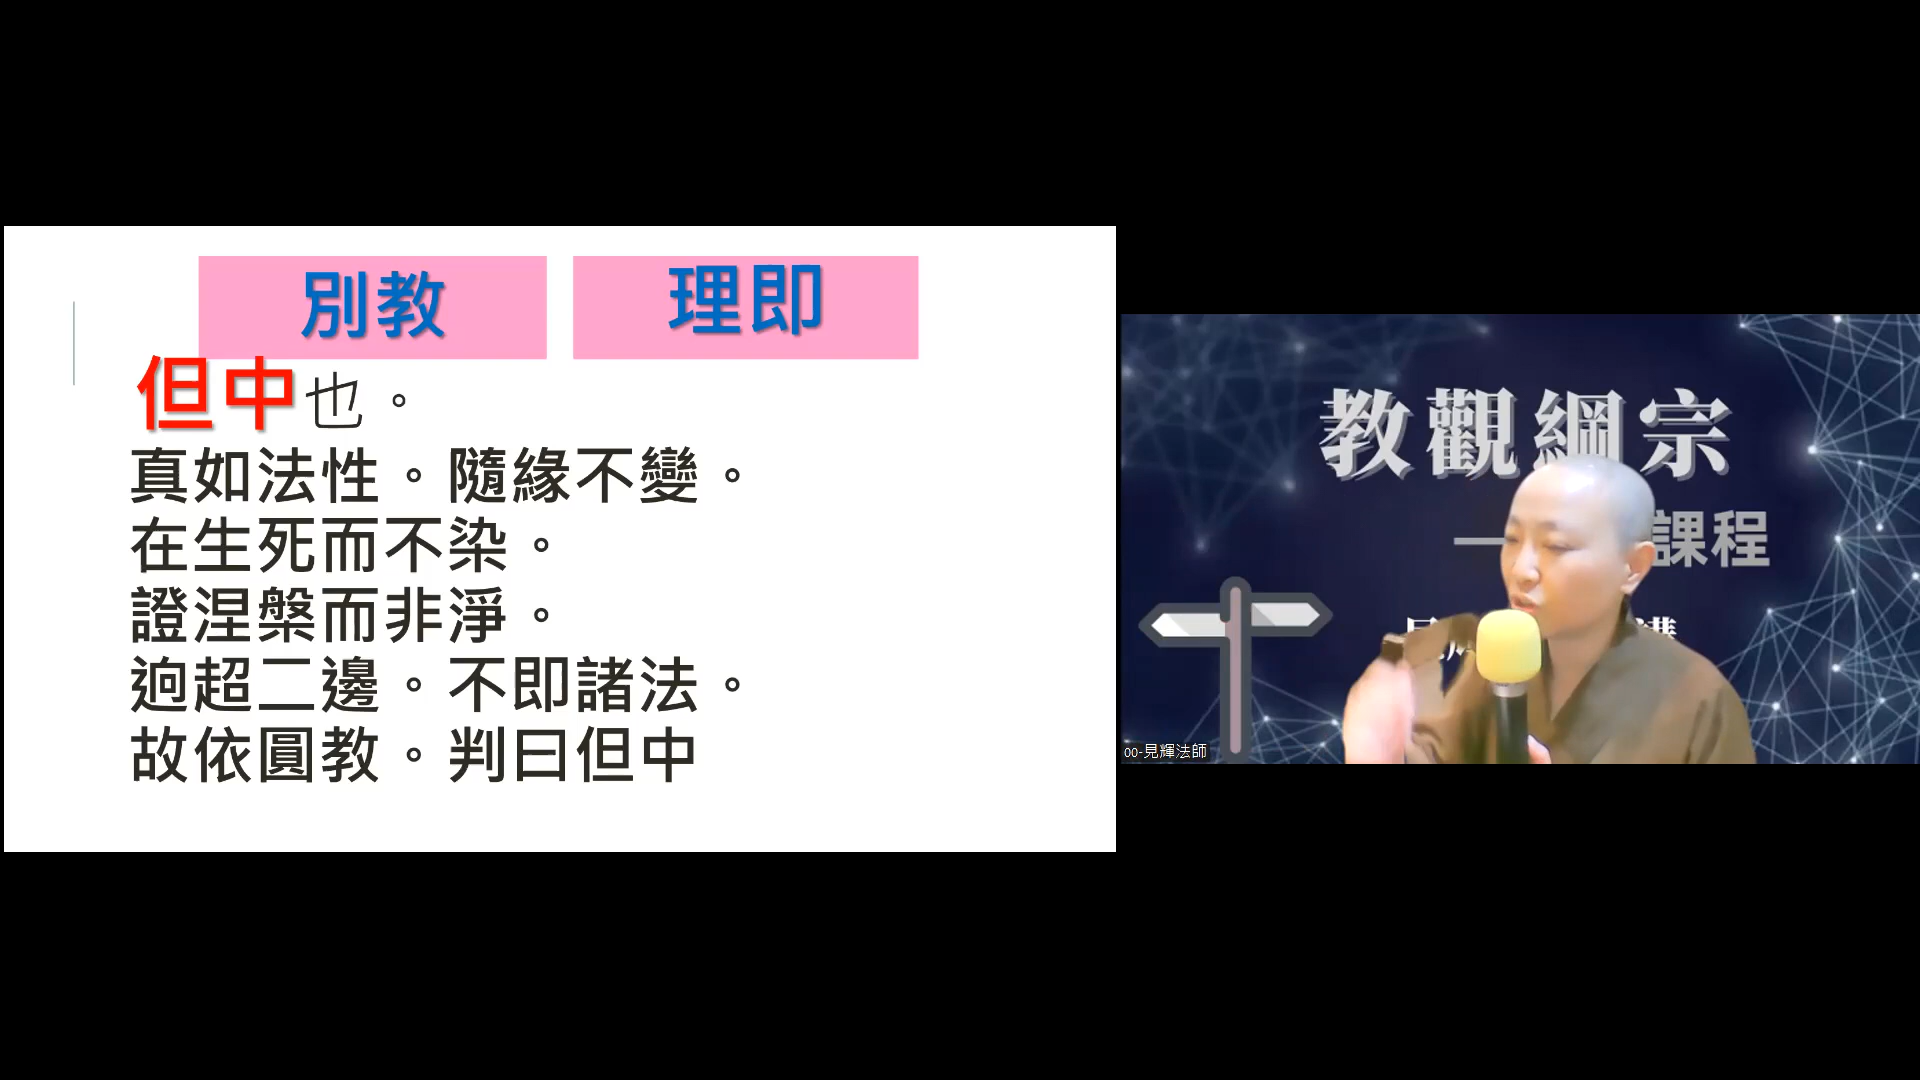 別教
理即
但中也。
真如法性。隨緣不變。
在生死而不染。
證涅槃而非淨。
迥超二邊。不即諸法。
故依圓教。判曰但中
教觀綱宗
課程
oo-見輝法師